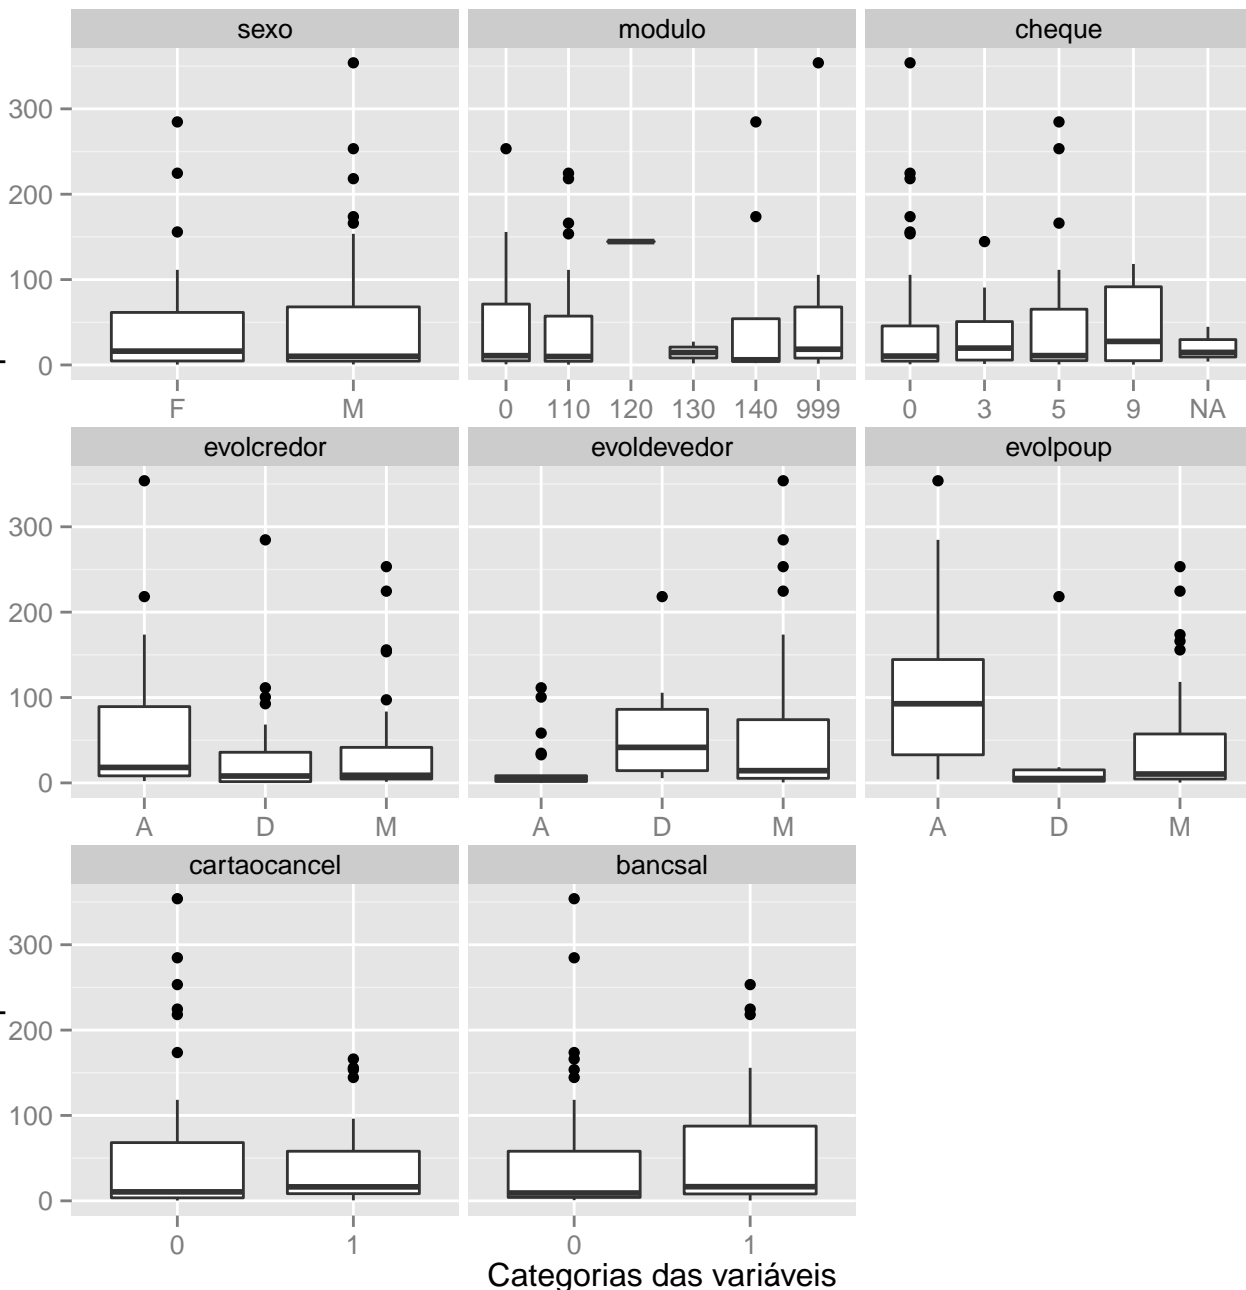 sexo modulo cheque
300
200
100
0
F M 0 110 120 130 140 999 0 3 5 9 NA
evolcredor evoldevedor evolpoup
300
200
100
0
A D M A D M A D M
cartaocancel bancsal
300
200
100
0
0 1 0 1
Categorias das variáveis